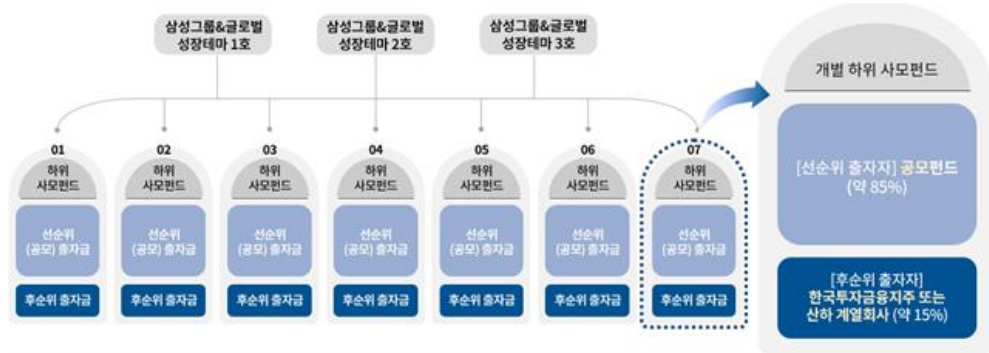 삼성그룹&글로벌
성장테마 1호
삼성그룹&글로벌
성장테마 2호
삼성그룹&글로벌
성장테마 3호
01
하위
사모펀드
선순위
(공모) 출자금
후순위 출자금
02
하위
사모펀드
선순위
(공모) 출자금
후순위 출자금
03
하위
사모펀드
선순위
(공모) 출자금
후순위 출자금
04
하위
사모펀드
선순위
(공모) 출자금
후순위 출자금
05
하위
사모펀드
선순위
(공모) 출자금
후순위 출자금
06
하위
사모펀드
선순위
(공모) 출자금
후순위 출자금
07
하위
사모펀드
선순위
(공모) 출자금
후순위 출자금
개별 하위 사모펀드
[선순위 출자자] 공모펀드
(약 85%)
[후순위 출자자]
한국투자금융지주 또는
산하 계열회사 (약 15%)